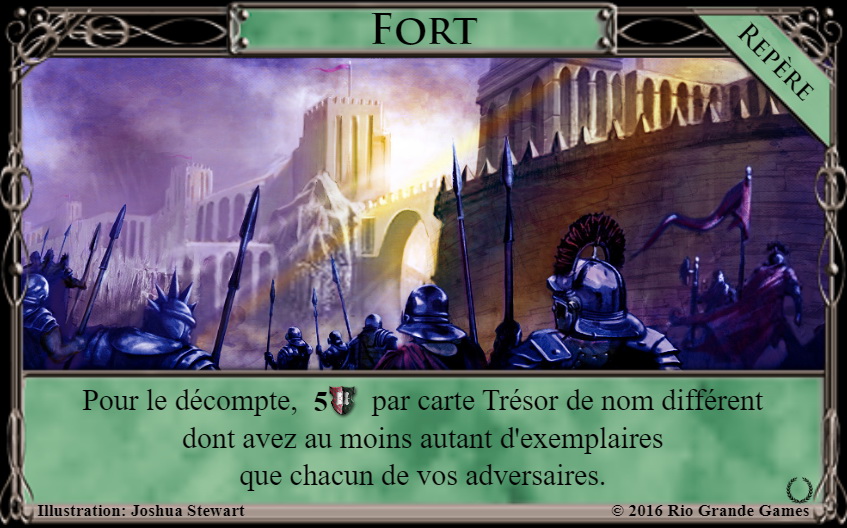 FORT
REPÈRE
Pour le décompte, 5 par carte Trésor de nom différent
dont avez au moins autant d'exemplaires
que chacun de vos adversaires.
Illustration: Joshua Stewart © 2016 Rio Grande Games